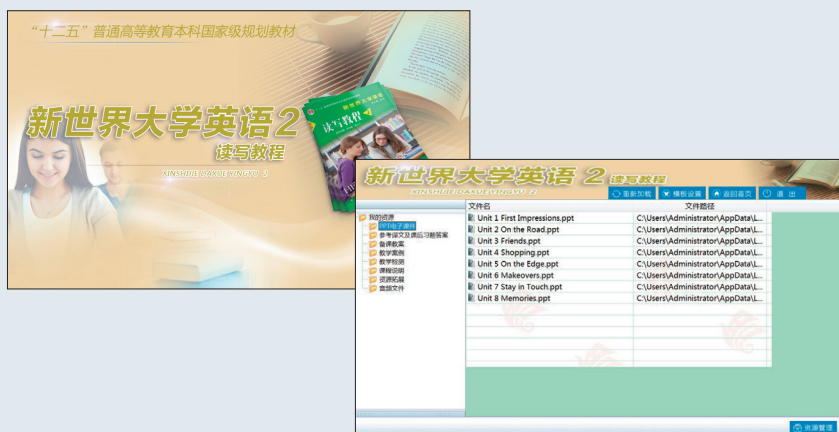 “十二五”普通高等教育本科国家级规划教材
新世界大学英语2
读写教程
XINSHIJIE DAXUE YINGYU 2
读写教程
新世界大学英语 2 读写教程
XINSHIJIE DAXUE YINGYU 22
重新加载 模板设置 返回首页 退 出
文件名 文件路径
我的资源
PPT电子课件
参考译文及课后习题答案
备课教案
教学案例
教学检测
课程说明
资源拓展
音频文件
Unit 1 First Impressions.ppt C:\Users\Administrator\AppData\L...
Unit 2 On the Road.ppt C:\Users\Administrator\AppData\L...
Unit 3 Friends.ppt C:\Users\Administrator\AppData\L...
Unit 4 Shopping.ppt C:\Users\Administrator\AppData\L...
Unit 5 On the Edge.ppt C:\Users\Administrator\AppData\L...
Unit 6 Makeovers.ppt C:\Users\Administrator\AppData\L...
Unit 7 Stay in Touch.ppt C:\Users\Administrator\AppData\L...
Unit 8 Memories.ppt C:\Users\Administrator\AppData\L...
资源管理